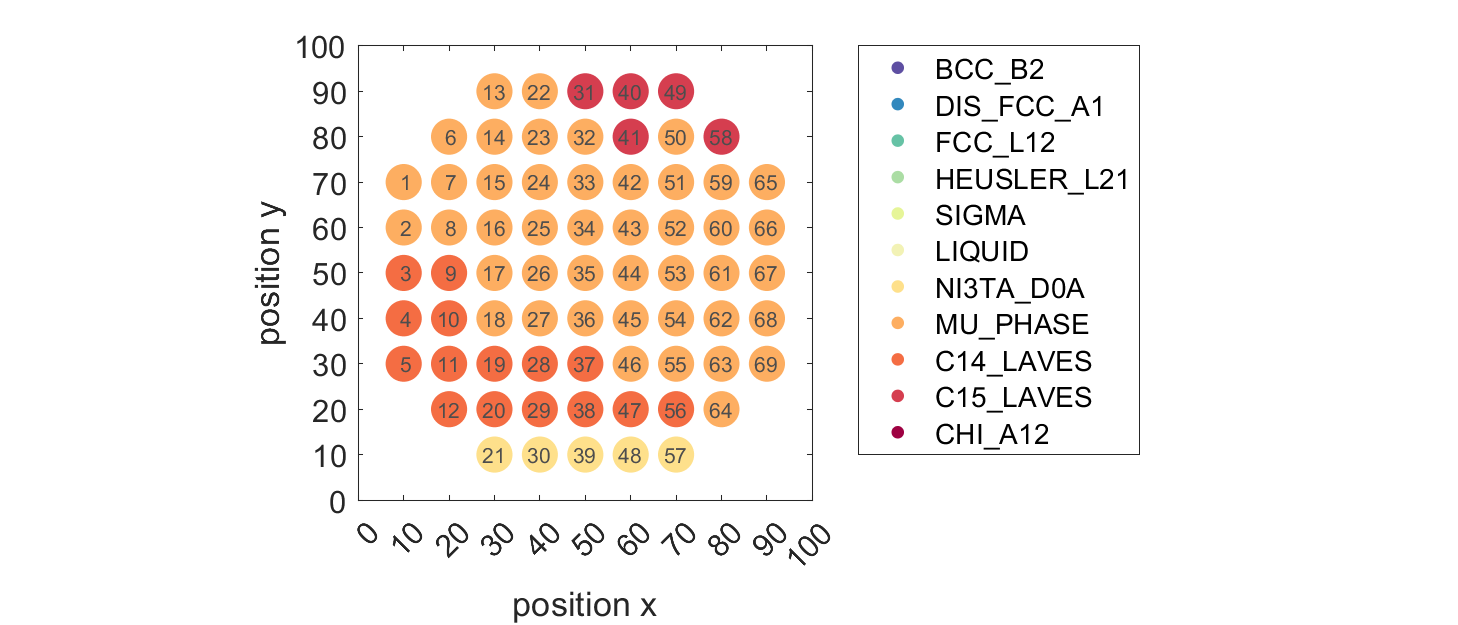 100
90
80
70
60
50
40
30
20
10
0
position y
13 22 31 40 49
6 14 23 32 41 50 58
1 7 15 24 33 42 51 59 65
2 8 16 25 34 43 52 60 66
3 9 17 26 35 44 53 61 67
4 10 18 27 36 45 54 62 68
5 11 19 28 37 46 55 63 69
12 20 29 38 47 56 64
21 30 39 48 57
0 10 20 30 40 50 60 70 80 90 100
position x
BCC_B2
DIS_FCC_A1
FCC_L12
HEUSLER_L21
SIGMA
LIQUID
NI3TA_D0A
MU_PHASE
C14_LAVES
C15_LAVES
CHI_A12